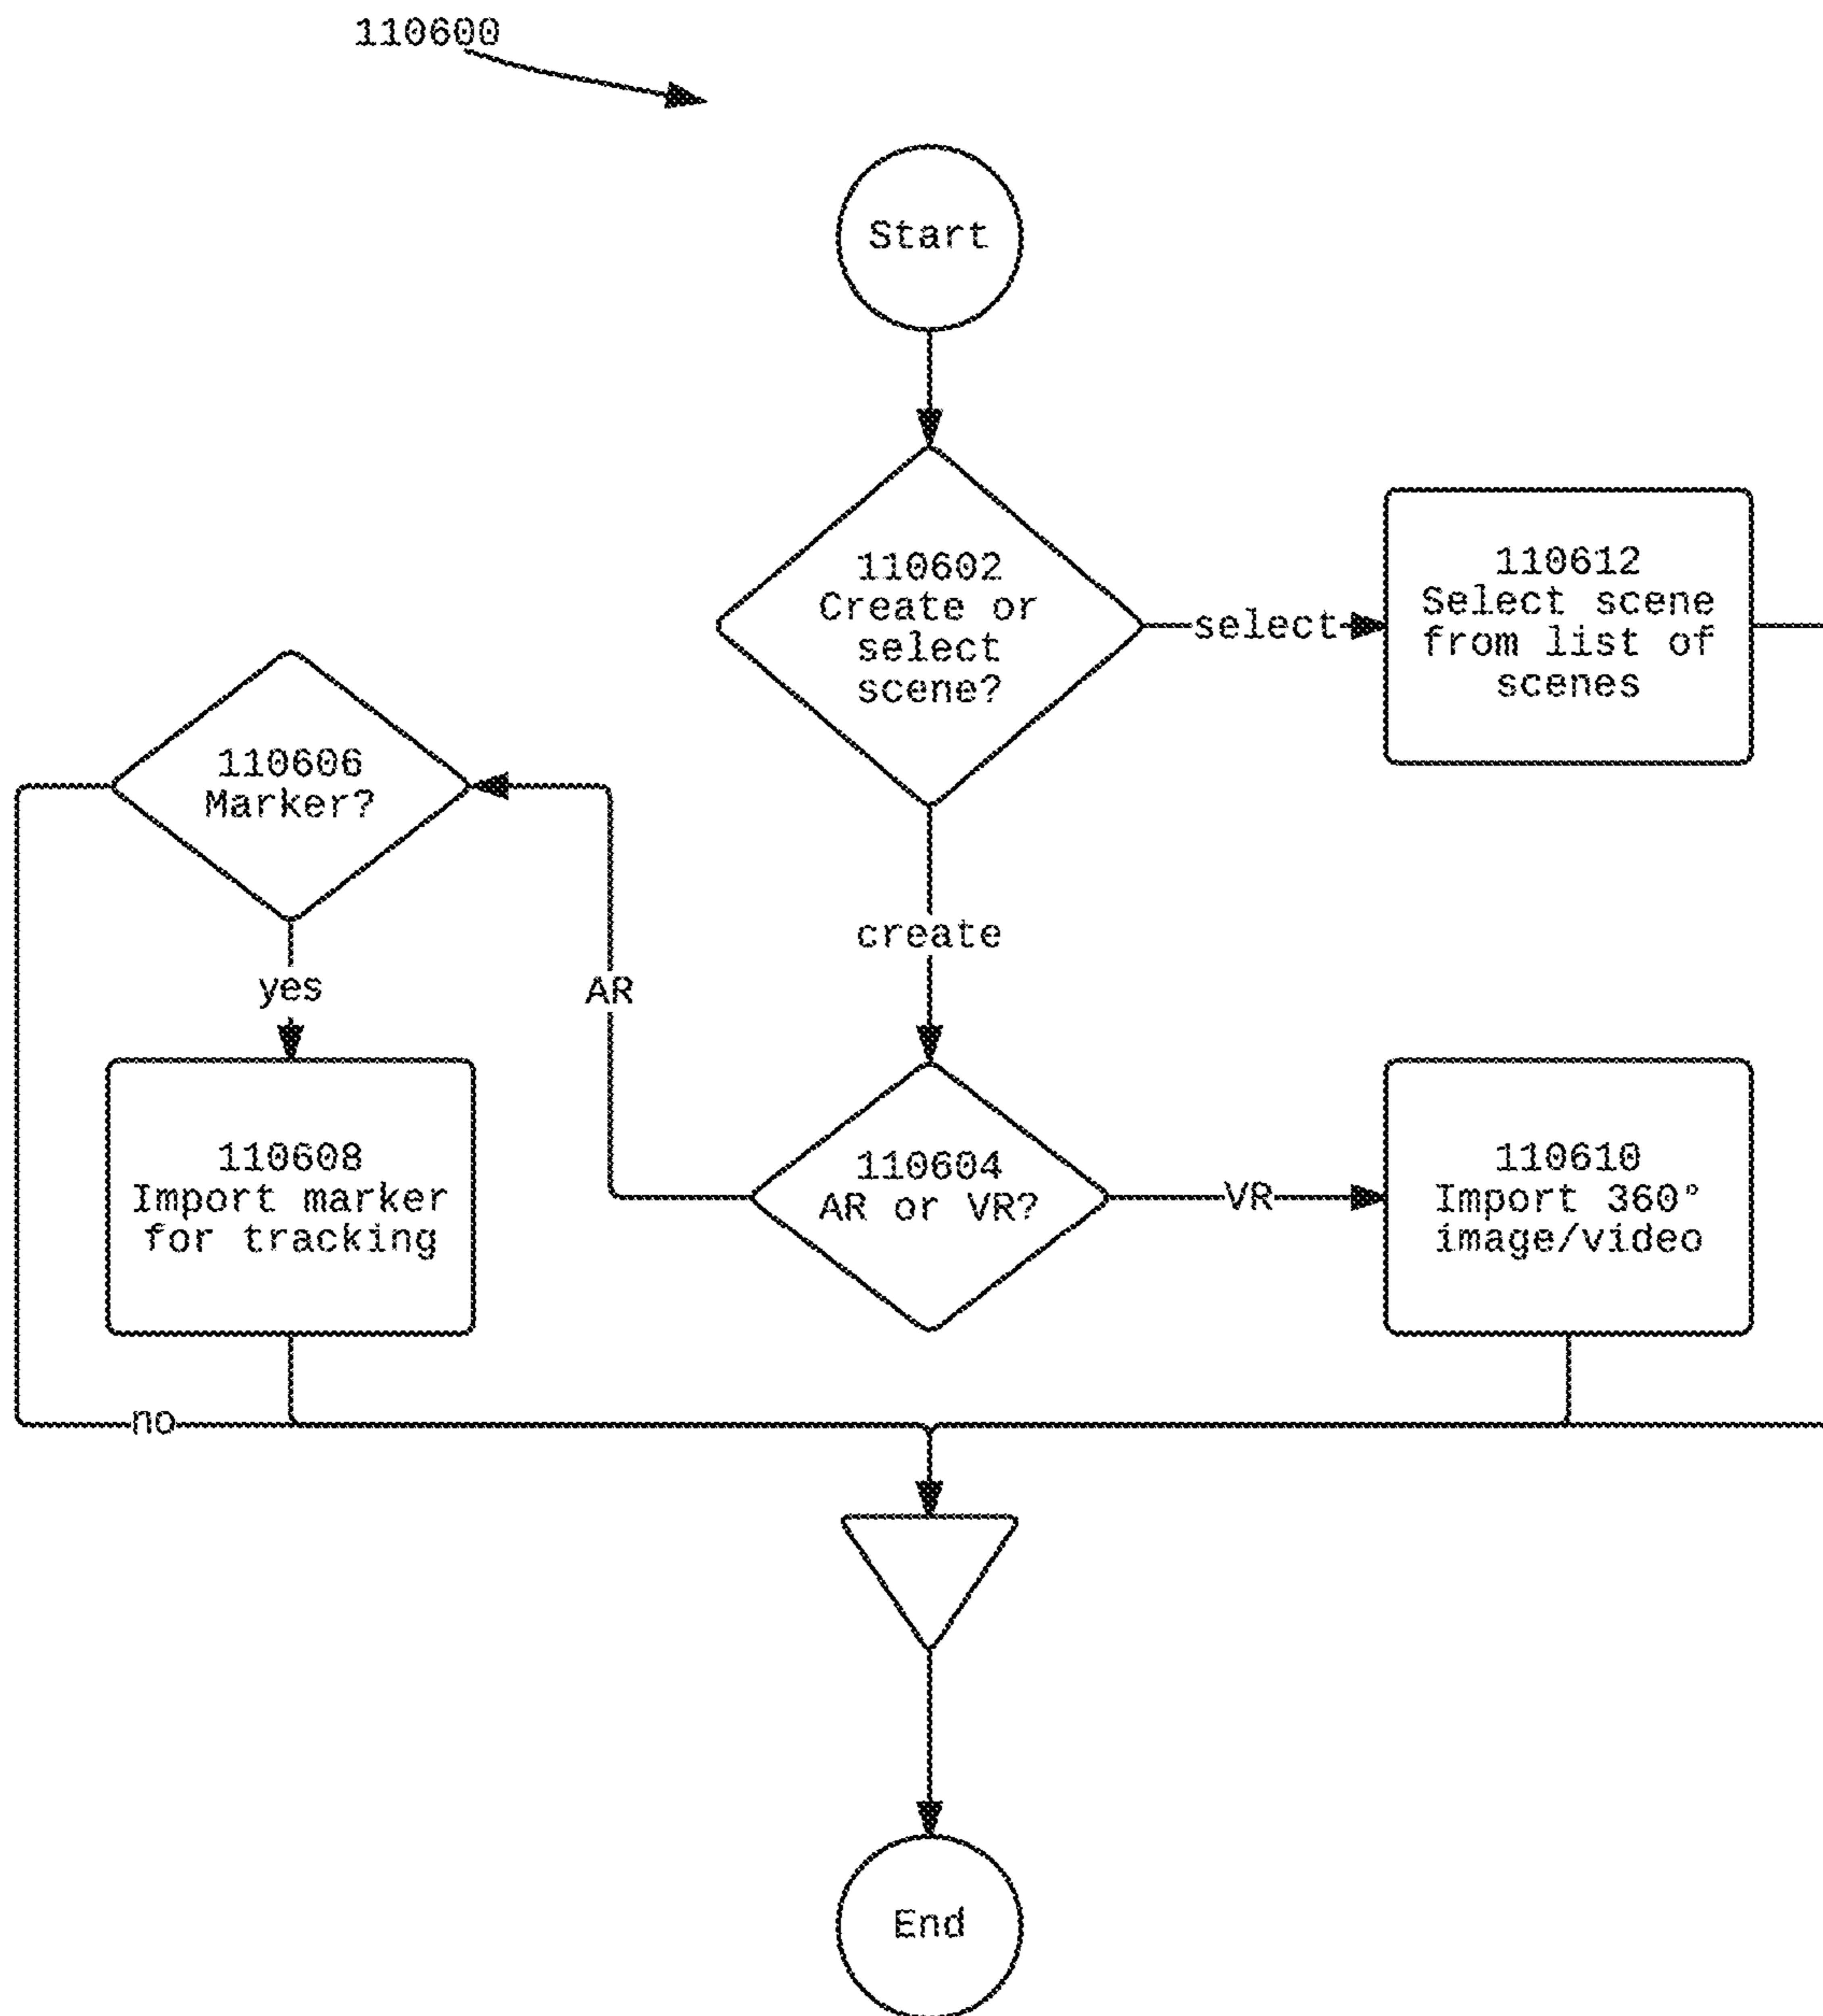 110600
Start
110602
Create or
select
scene?
select
110612
Select scene
from list of
scenes
110606
Marker?
create
yes
AR
110608
Import marker
for tracking
110604
AR or VR?
VR
110610
Import 360°
image/video
no
End